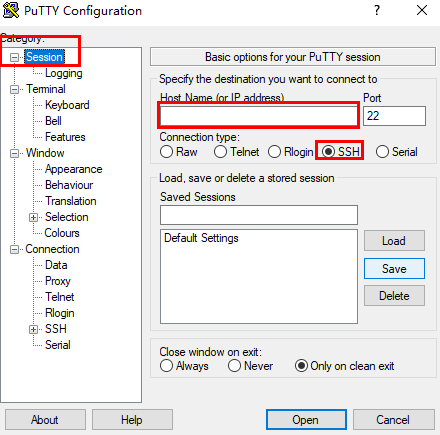 PuTTY Configuration
?
Category:
Session
Logging
Terminal
Keyboard
Bell
Features
Window
Appearance
Behaviour
Translation
Selection
Colours
Connection
Data
Proxy
Telnet
Rlogin
SSH
Serial
Basic options for your PuTTY session
Specify the destination you want to connect to
Host Name (or IP address) Port
22
Connection type:
Raw Telnet Rlogin SSH Serial
Load, save or delete a stored session
Saved Sessions
Default Settings
Load
Save
Delete
Close window on exit:
Always Never Only on clean exit
About Help Open Cancel